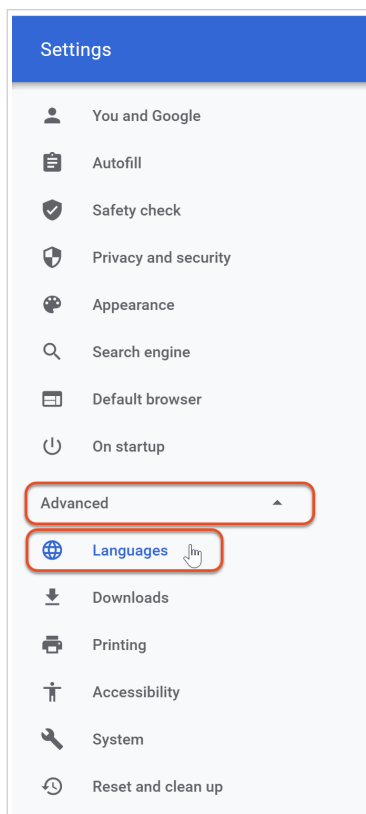 Settings
You and Google
Autofill
Safety check
Privacy and security
Appearance
Search engine
Default browser
On startup
Advanced
Languages
Downloads
Printing
Accessibility
System
Reset and clean up